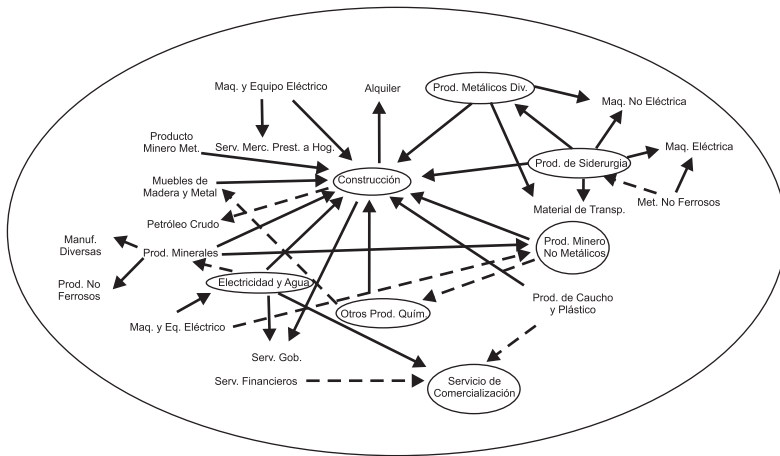 Maq. y Equipo Eléctrico
Alquiler
Prod. Metálicos Div.
Maq. No Eléctrica
Producto
Minero Met.
Serv. Merc. Prest. a Hog.
Maq. Eléctrica
Prod. de Siderurgia
Muebles de
Madera y Metal
Construcción
Met. No Ferrosos
Petróleo Crudo
Material de Transp.
Manuf.
Diversas
Prod. Minerales
Prod. Minero
No Metálicos
Prod. No
Ferrosos
Electricidad y Agua
Prod. de Caucho
y Plástico
Maq. y Eq. Eléctrico
Otros Prod. Quím.
Serv. Gob.
Serv. Financieros
Servicio de
Comercialización